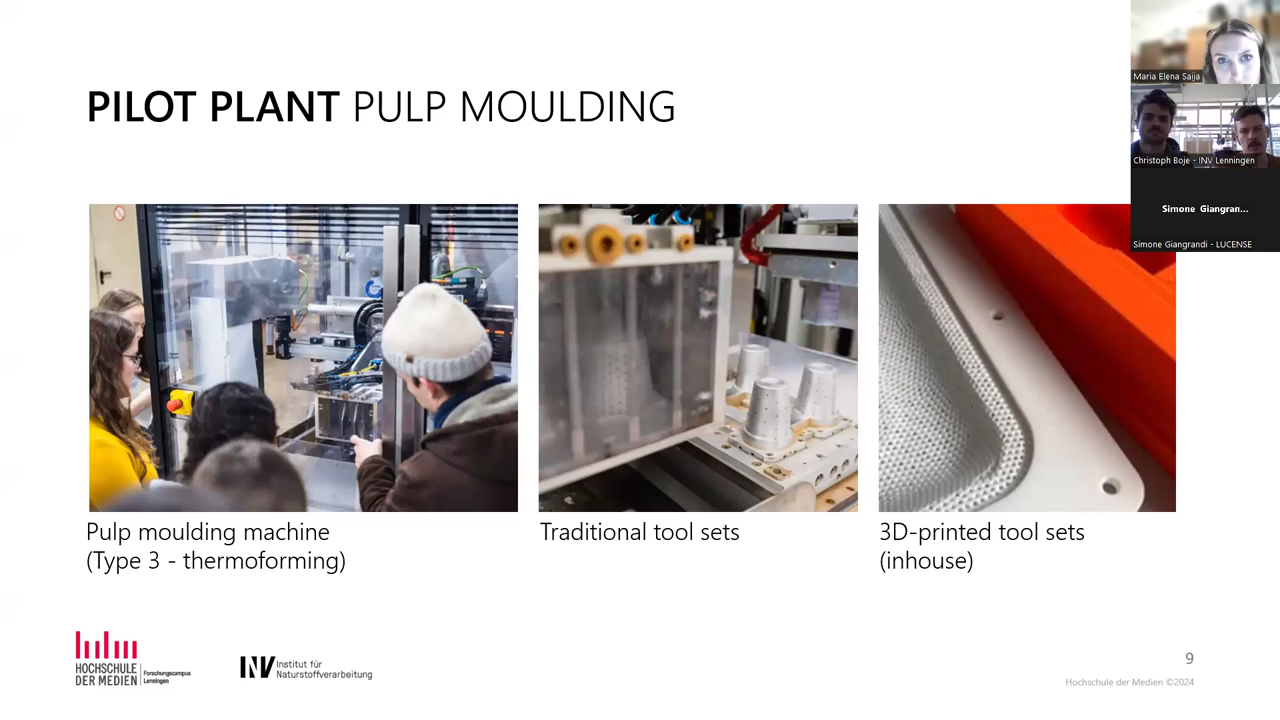 PILOT PLANT PULP MOULDING
Maria Elena Saija
Christoph Boje - INV Lenningen
Simone Giangran...
Simone Giangrandi - LUCENSE
Pulp moulding machine
(Type 3 - thermoforming)
Traditional tool sets
3D-printed tool sets
(inhouse)
HOCHSCHULE
DER MEDIEN
Forschungscampus
Lenningen
INV
Institut für
Naturstoffverarbeitung
9
Hochschule der Medien ©2024